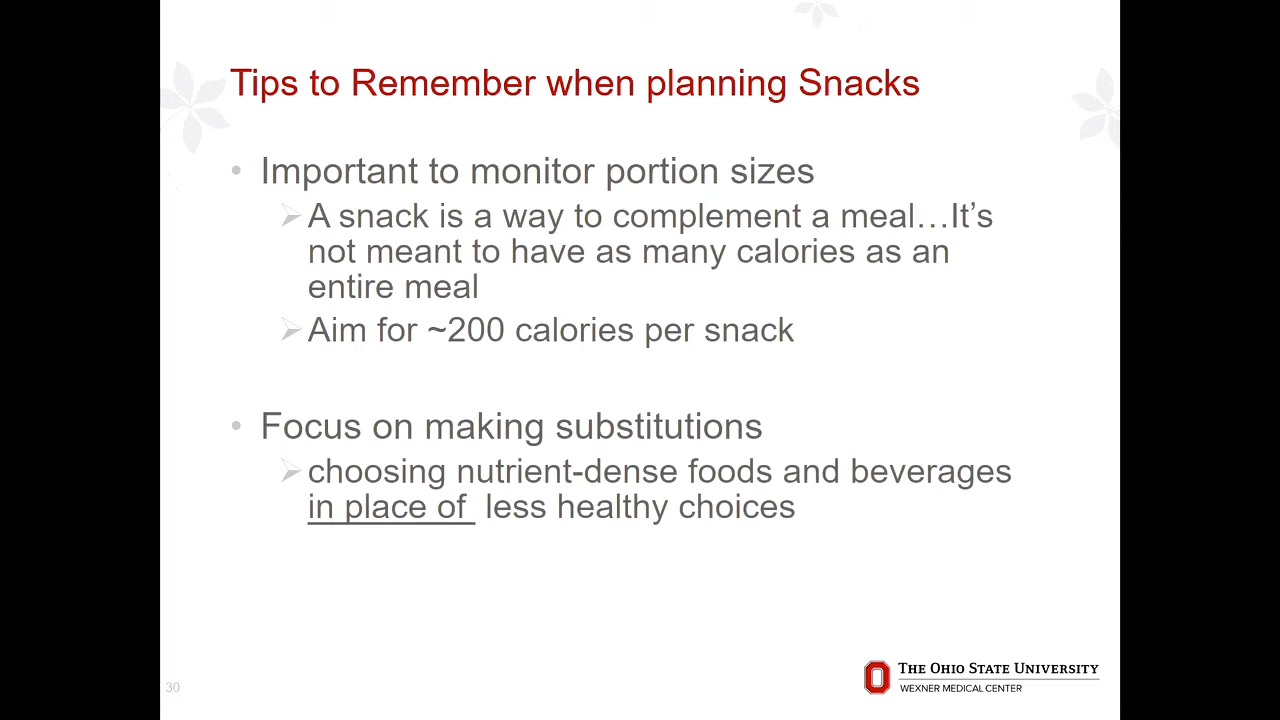 Tips to Remember when planning Snacks
• Important to monitor portion sizes
➢ A snack is a way to complement a meal…It’s
not meant to have as many calories as an
entire meal
➢ Aim for ~200 calories per snack
• Focus on making substitutions
➢ choosing nutrient-dense foods and beverages
in place of  less healthy choices
THE OHIO STATE UNIVERSITY
WEXNER MEDICAL CENTER
30